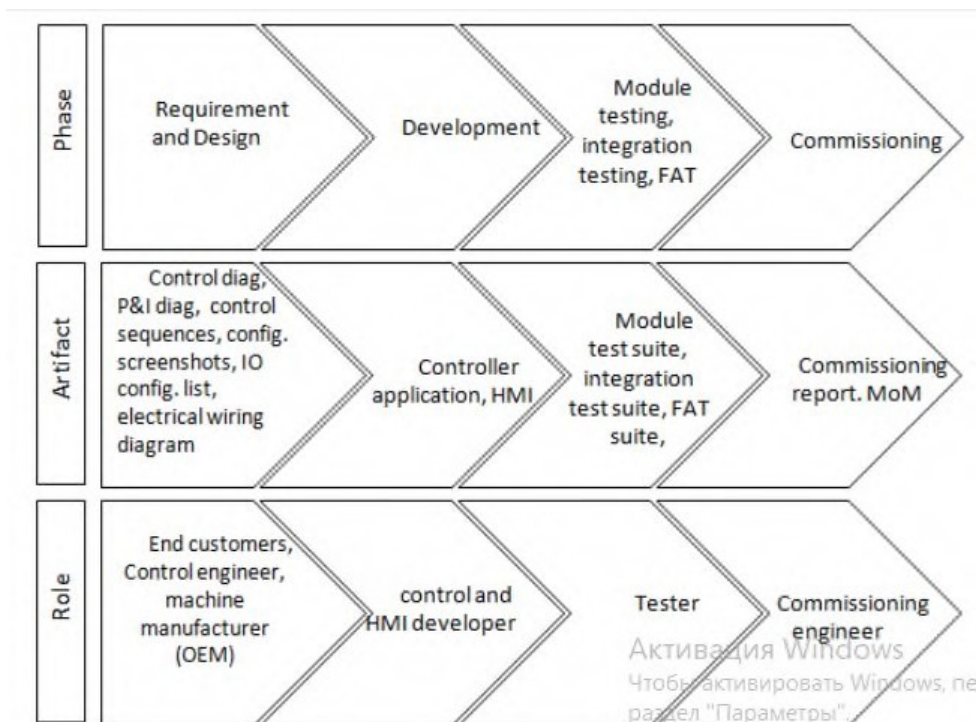 Phase
Requirement
and Design
Development
Module
testing,
integration
testing, FAT
Commissioning
Artifact
Control diag,
P&I diag, control
sequences, config.
screenshots, IO
config. list,
electrical wiring
diagram
Controller
application, HMI
Module
test suite,
integration
test suite, FAT
suite,
Commissioning
report. MoM
Role
End customers,
Control engineer,
machine
manufacturer
(OEM)
control and
HMI developer
Tester
Commissioning
engineer
Активация Windows
Чтобы активировать Windows, пе
раздел "Параметры".